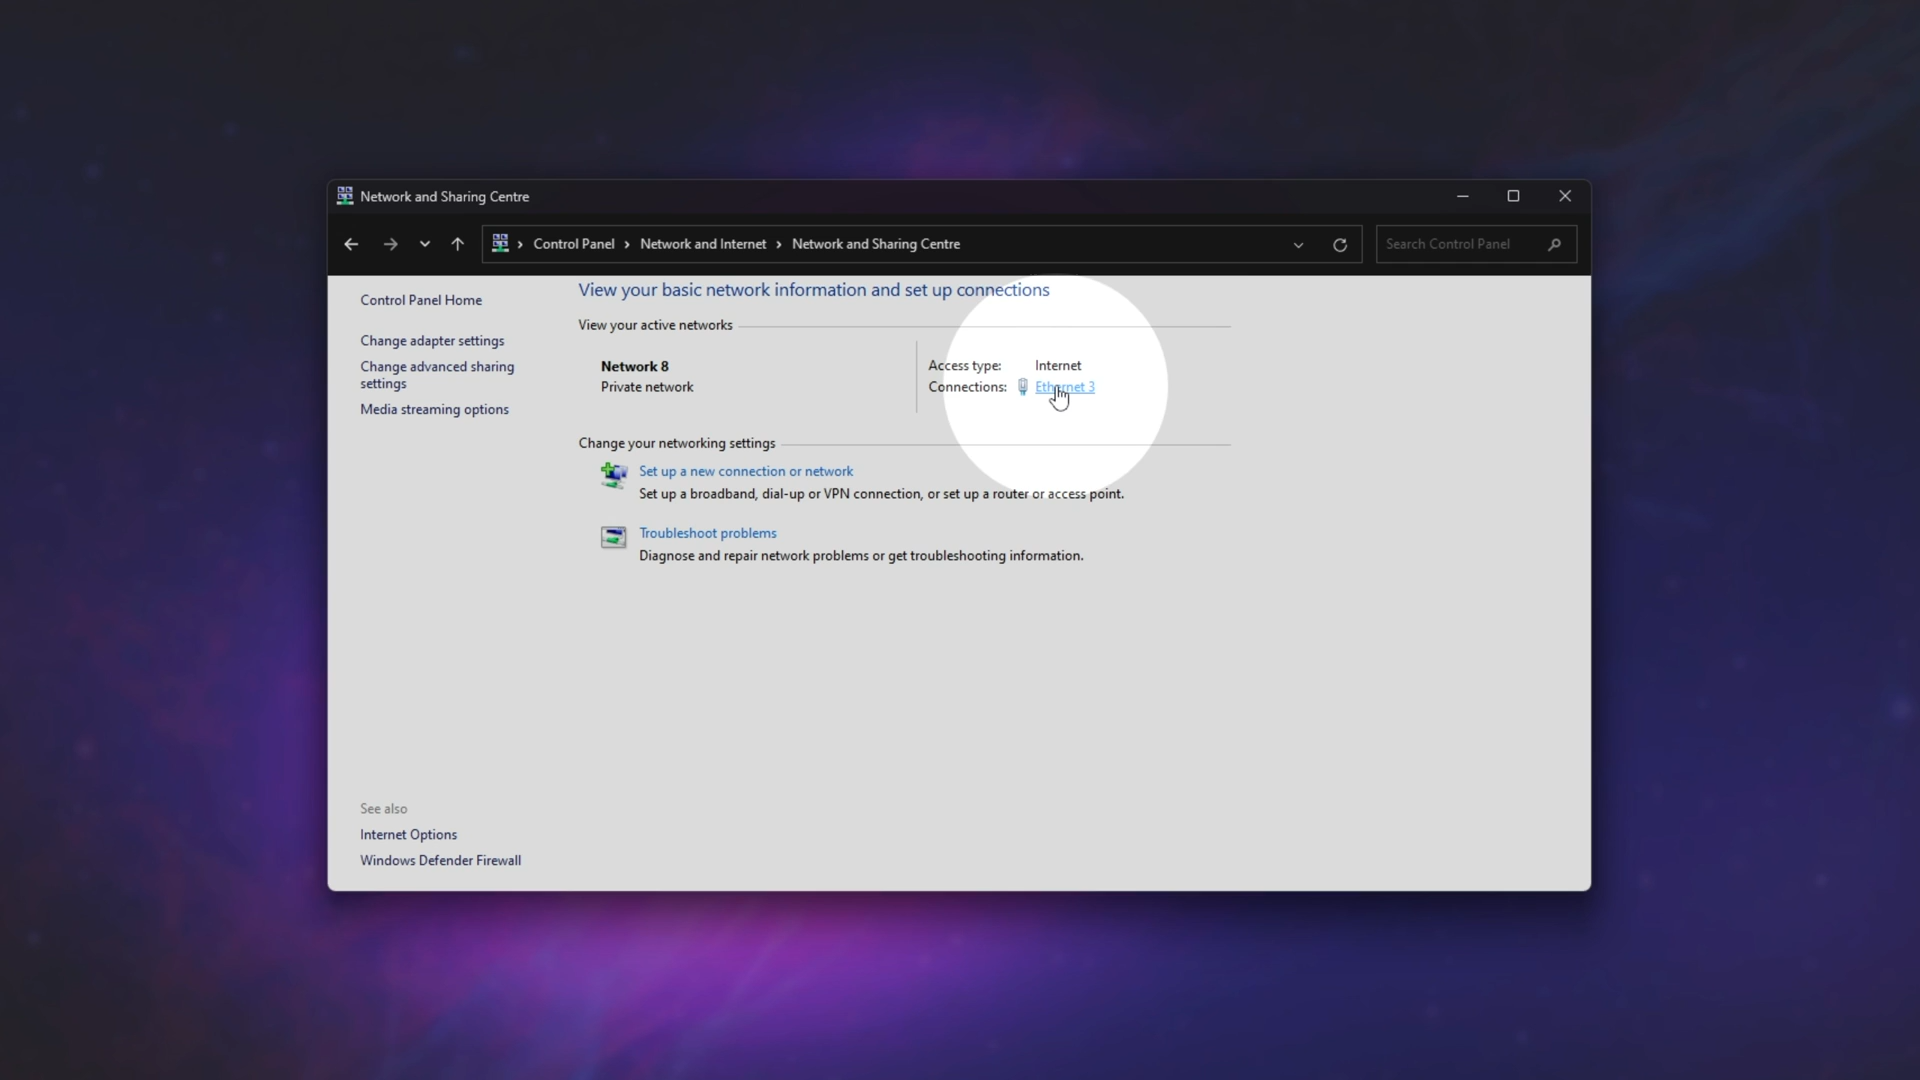 Network and Sharing Centre
Control Panel > Network and Internet > Network and Sharing Centre
Search Control Panel
Control Panel Home
Change adapter settings
Change advanced sharing
settings
Media streaming options
View your basic network information and set up connections
View your active networks
Network 8
Private network
Access type: Internet
Connections: Ethernet 3
Change your networking settings
Set up a new connection or network
Set up a broadband, dial-up or VPN connection, or set up a router or access point.
Troubleshoot problems
Diagnose and repair network problems or get troubleshooting information.
See also
Internet Options
Windows Defender Firewall